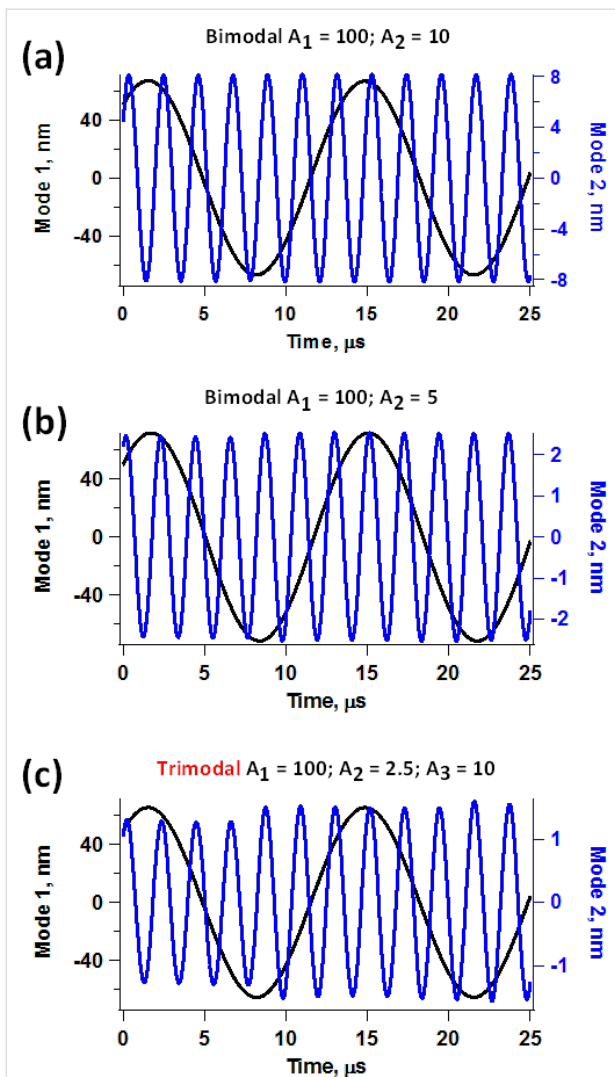 (a)
Bimodal A1 = 100; A2 = 10
Mode 1, nm
40
0
-40
8
4
0
-4
-8
Mode 2, nm
0 5 10 15 20 25
Time, μs
(b)
Bimodal A1 = 100; A2 = 5
Mode 1, nm
40
0
-40
2
1
0
-1
-2
Mode 2, nm
0 5 10 15 20 25
Time, μs
(c)
Trimodal A1 = 100; A2 = 2.5; A3 = 10
Mode 1, nm
40
0
-40
1
0
-1
Mode 2, nm
0 5 10 15 20 25
Time, μs